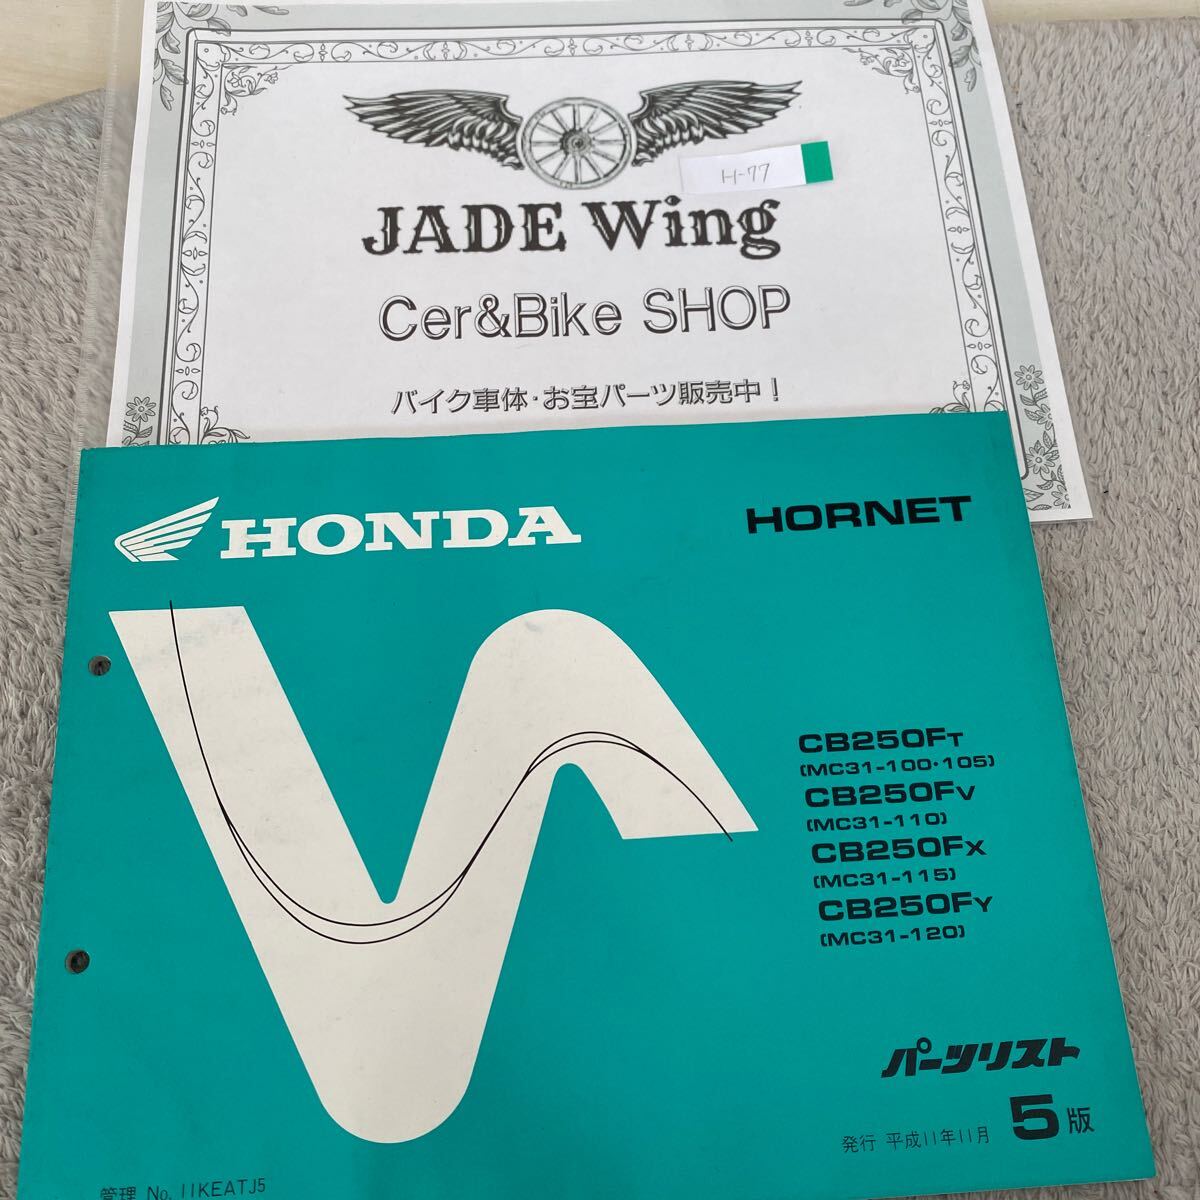 H-77
JADE Wing
Cer&Bike SHOP
バイク車体・お宝パーツ販売中！
HONDA
HORNET
CB250FT
(MC31-100・105)
CB250FV
(MC31-110)
CB250FX
(MC31-115)
CB250FY
(MC31-120)
パーツリスト
発行 平成11年11月 5版
管理 No. 11KEATJ5